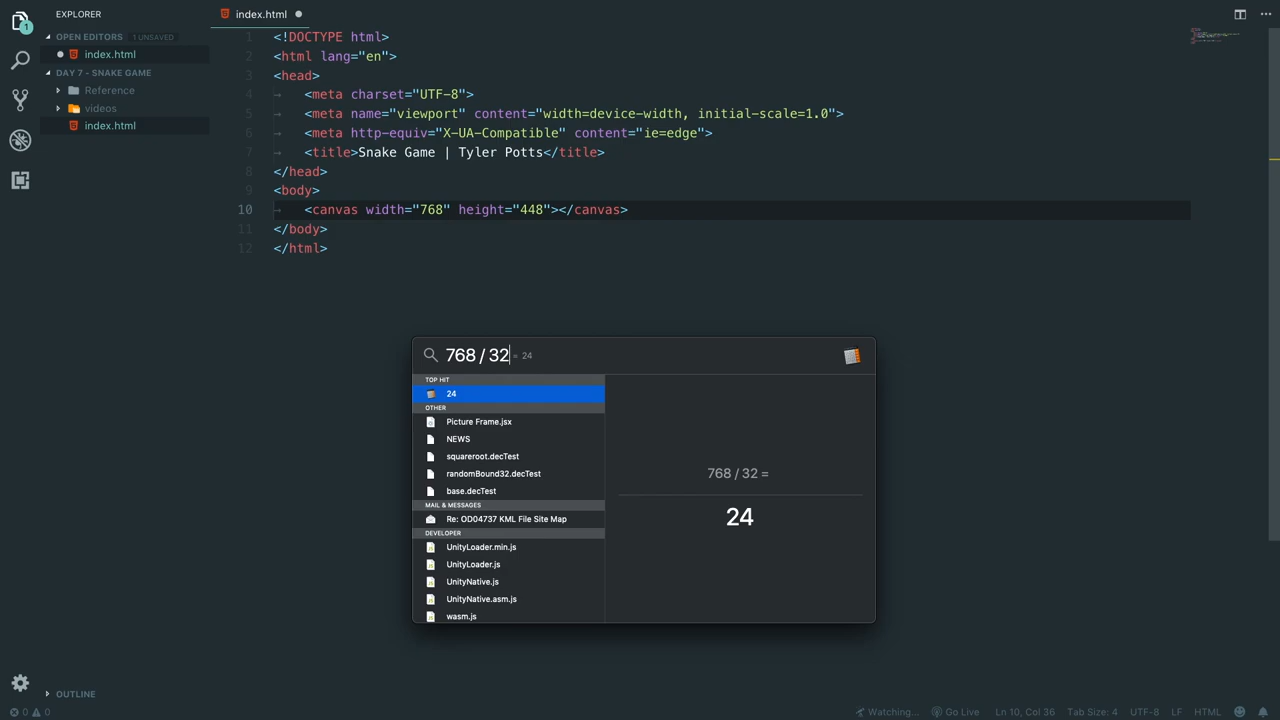 EXPLORER
index.html
1
OPEN EDITORS 1 UNSAVED
index.html
DAY 7 - SNAKE GAME
Reference
videos
index.html
1 <!DOCTYPE html>
2 <html lang="en">
3 <head>
4 → <meta charset="UTF-8">
5 → <meta name="viewport" content="width=device-width, initial-scale=1.0">
6 → <meta http-equiv="X-UA-Compatible" content="ie=edge">
7 → <title>Snake Game | Tyler Potts</title>
8 </head>
9 <body>
10 → <canvas width="768" height="448"></canvas>
11 </body>
12 </html>
768 / 32 = 24
TOP HIT
24
OTHER
Picture Frame.jsx
NEWS
squareroot.decTest
randomBound32.decTest
base.decTest
MAIL & MESSAGES
Re: OD04737 KML File Site Map
DEVELOPER
UnityLoader.min.js
UnityLoader.js
UnityNative.js
UnityNative.asm.js
wasm.js
768 / 32 =
24
OUTLINE
0 0
Watching...
Go Live
Ln 10, Col 36
Tab Size: 4
UTF-8
LF
HTML